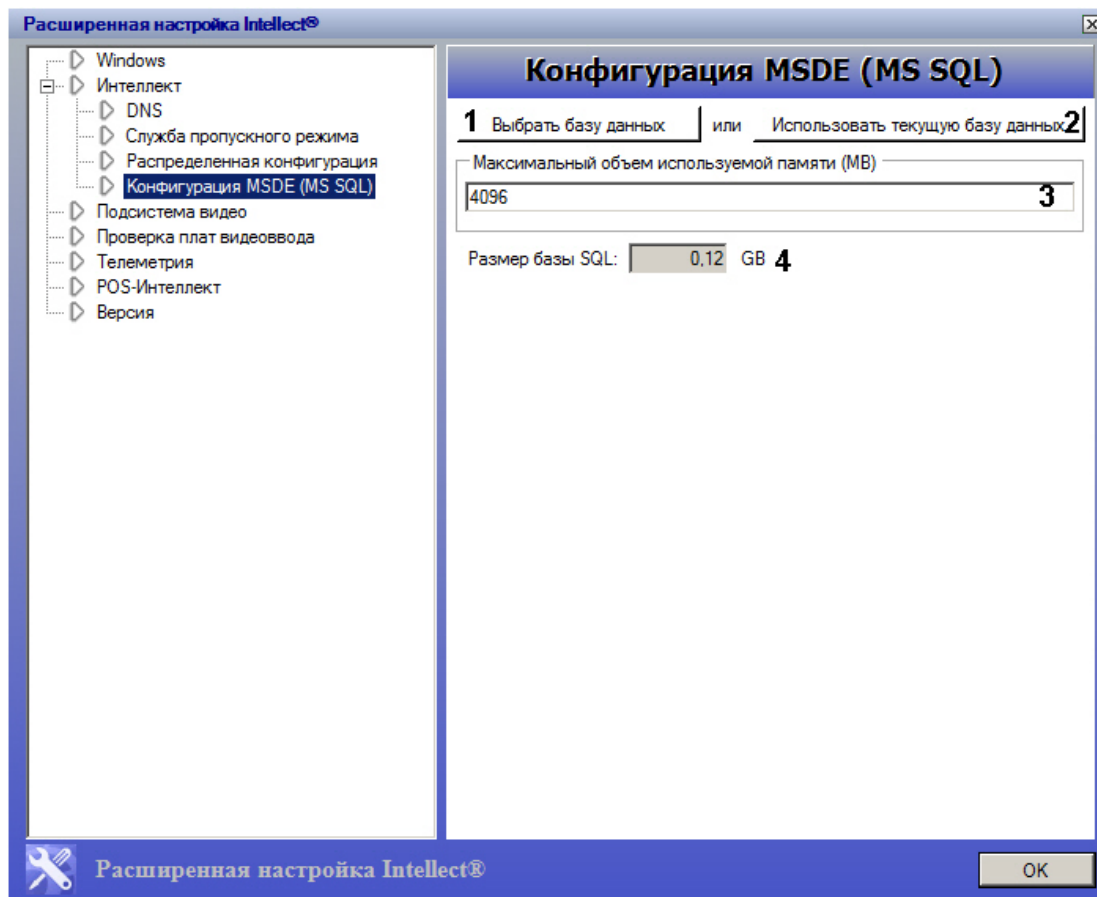 Расширенная настройка Intellect®
Windows
Интеллект
DNS
Служба пропускного режима
Распределенная конфигурация
Конфигурация MSDE (MS SQL)
Подсистема видео
Проверка плат видеоввода
Телеметрия
POS-Интеллект
Версия
Конфигурация MSDE (MS SQL)
1 Выбрать базу данных или Использовать текущую базу данных 2
Максимальный объем используемой памяти (МВ)
4096 3
Размер базы SQL: 0,12 GB 4
Расширенная настройка Intellect®
OK